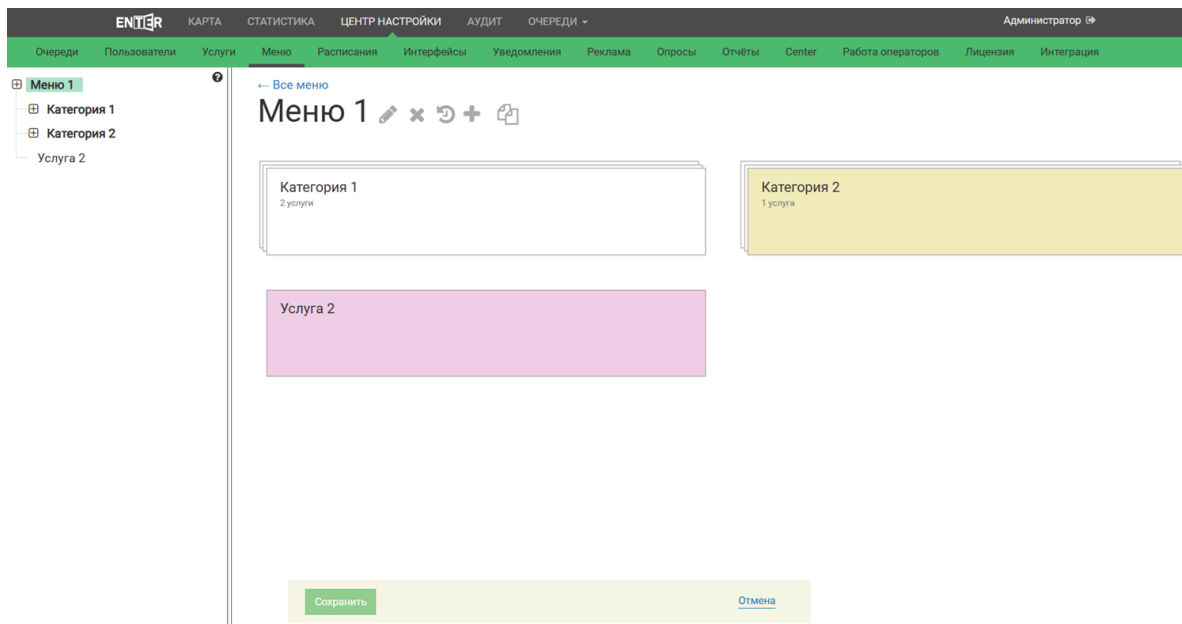 ENTER КАРТА СТАТИСТИКА ЦЕНТР НАСТРОЙКИ АУДИТ ОЧЕРЕДИ Администратор
Очереди Пользователи Услуги Меню Расписания Интерфейсы Уведомления Реклама Опросы Отчёты Center Работа операторов Лицензия Интеграция
Меню 1
Категория 1
Категория 2
Услуга 2
← Все меню
Меню 1
Категория 1
2 услуги
Категория 2
1 услуга
Услуга 2
Сохранить Отмена